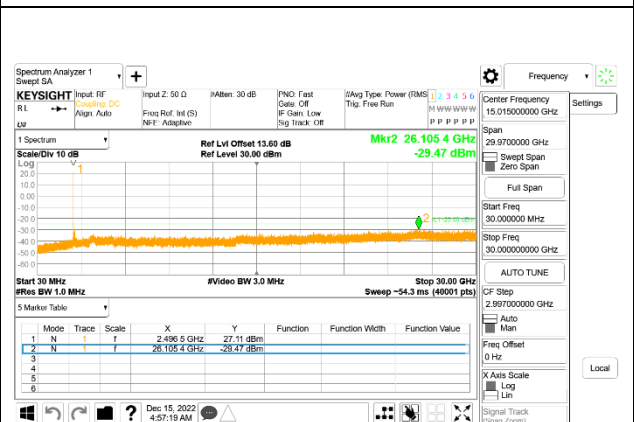 Spectrum Analyzer 1
Swept SA
Frequency
Settings
KEYSIGHT
RL
Input: RF
Coupling: DC
Align: Auto
Input Z: 50 Ω
Freq Ref: Int (S)
NFE: Adaptive
#Atten: 30 dB
PNO: Fast
Gate: Off
IF Gain: Low
Sig Track: Off
#Avg Type: Power (RMS
Trig: Free Run
1 2 3 4 5 6
M W W W W W
P P P P P P
1 Spectrum
Scale/Div 10 dB
Log
Ref Lvl Offset 13.60 dB
Ref Level 30.00 dBm
Mkr2 26.105 4 GHz
-29.47 dBm
20.0
10.0
0.00
-10.0
-20.0
-30.0
-40.0
-50.0
-60.0
1
2
Start 30 MHz
#Res BW 1.0 MHz
#Video BW 3.0 MHz
Stop 30.00 GHz
Sweep ~54.3 ms (40001 pts)
5 Marker Table
Mode Trace Scale X Y Function Function Width Function Value
1 N 1 f 2.496 5 GHz 27.11 dBm
2 N 1 f 26.105 4 GHz -29.47 dBm
3
4
5
6
Center Frequency
15.015000000 GHz
Span
29.9700000 GHz
Swept Span
Zero Span
Full Span
Start Freq
30.000000 MHz
Stop Freq
30.000000000 GHz
AUTO TUNE
CF Step
2.997000000 GHz
Auto
Man
Freq Offset
0 Hz
X Axis Scale
Log
Lin
Signal Track
(Span Zoom)
Local
?
Dec 15, 2022
4:57:19 AM